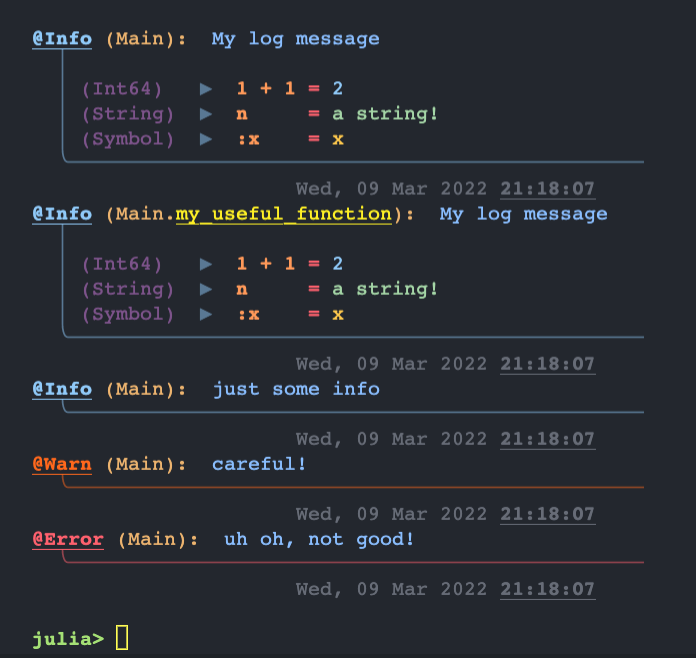 @Info (Main): My log message
(Int64) ▶ 1 + 1 = 2
(String) ▶ n = a string!
(Symbol) ▶ :x = x
Wed, 09 Mar 2022 21:18:07
@Info (Main.my_useful_function): My log message
(Int64) ▶ 1 + 1 = 2
(String) ▶ n = a string!
(Symbol) ▶ :x = x
Wed, 09 Mar 2022 21:18:07
@Info (Main): just some info
Wed, 09 Mar 2022 21:18:07
@Warn (Main): careful!
Wed, 09 Mar 2022 21:18:07
@Error (Main): uh oh, not good!
Wed, 09 Mar 2022 21:18:07
julia>